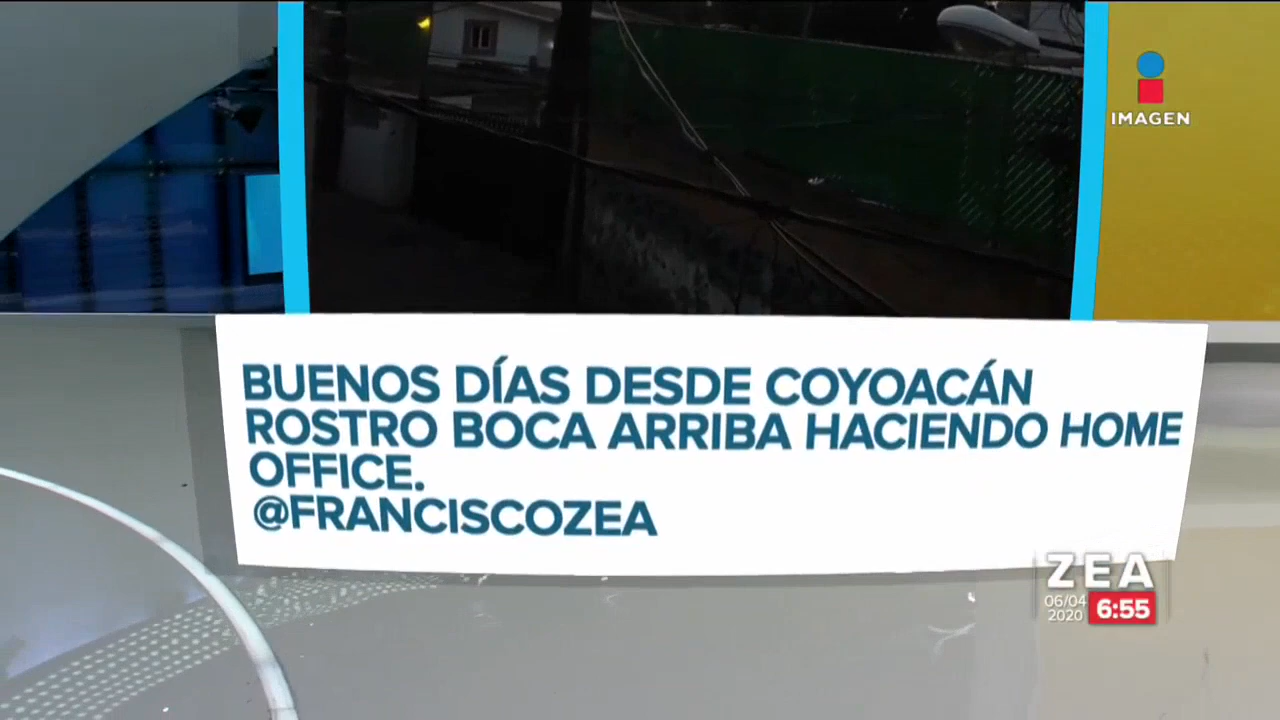 IMAGEN
BUENOS DÍAS DESDE COYOACÁN
ROSTRO BOCA ARRIBA HACIENDO HOME
OFFICE.
@FRANCISCOZEA
ZEA
06/04
2020
6:55